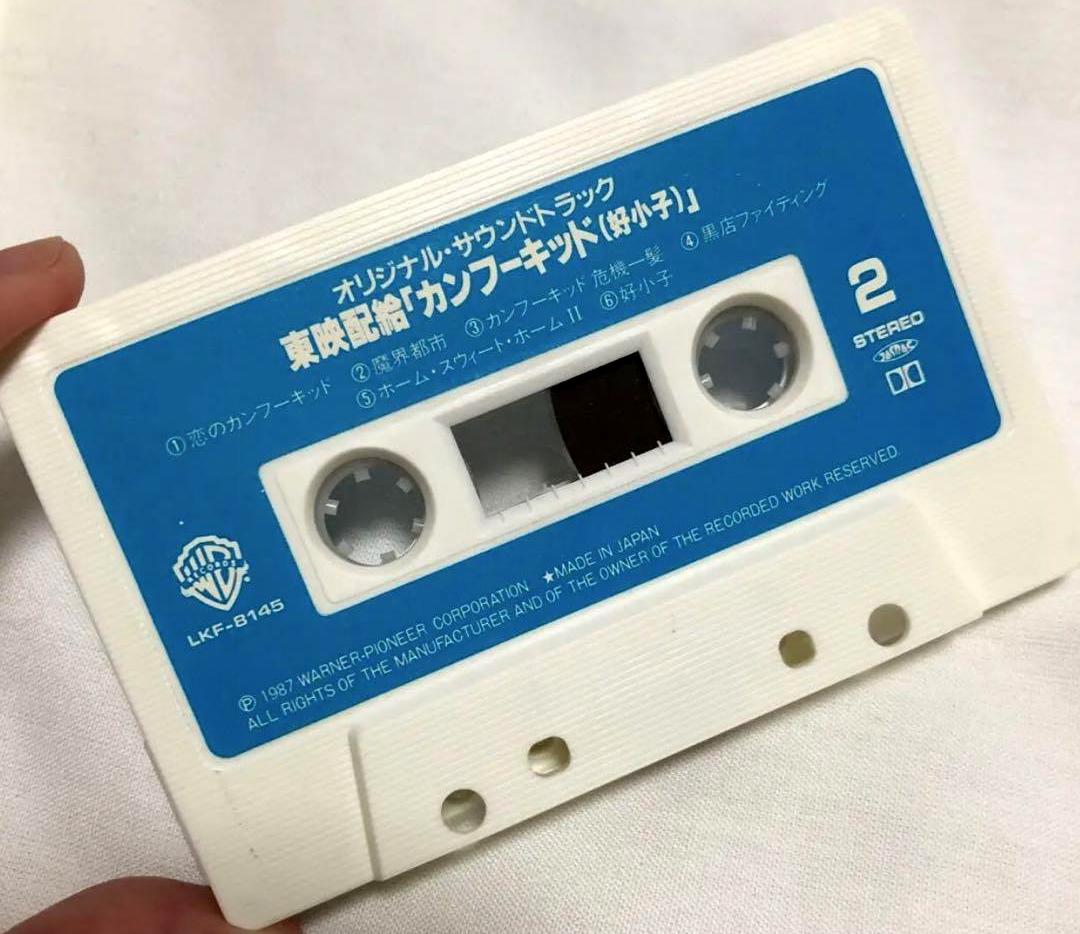 オリジナル・サウンドトラック
東映配給「カンフーキッド(好小子)」
①恋のカンフーキッド ②魔界都市 ③カンフーキッド 危機一髪 ④黒店ファイティング
⑤ホーム・スウィート・ホームII ⑥好小子
2
STEREO
JASRAC
WB RECORDS
LKF-8145
Ⓟ 1987 WARNER-PIONEER CORPORATION ★MADE IN JAPAN
ALL RIGHTS OF THE MANUFACTURER AND OF THE OWNER OF THE RECORDED WORK RESERVED.